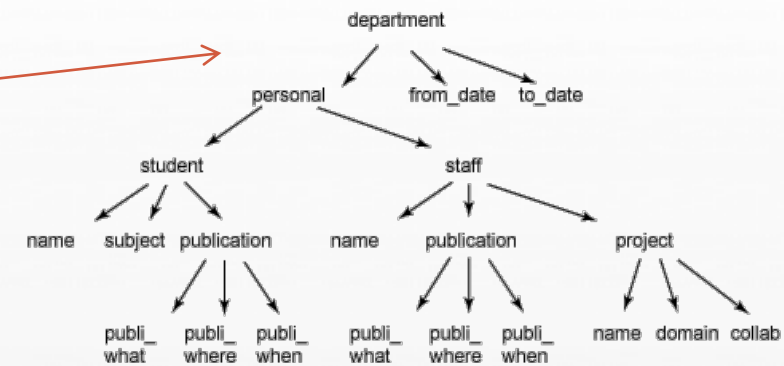 department
personal from_date to_date
student staff
name subject publication name publication project
publi_ publi_ publi_ publi_ publi_ publi_ name domain collab
what where when what where when